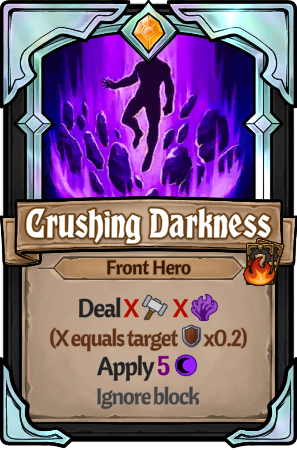 Crushing Darkness
Front Hero
Deal X X
(X equals target x0.2)
Apply 5
Ignore block